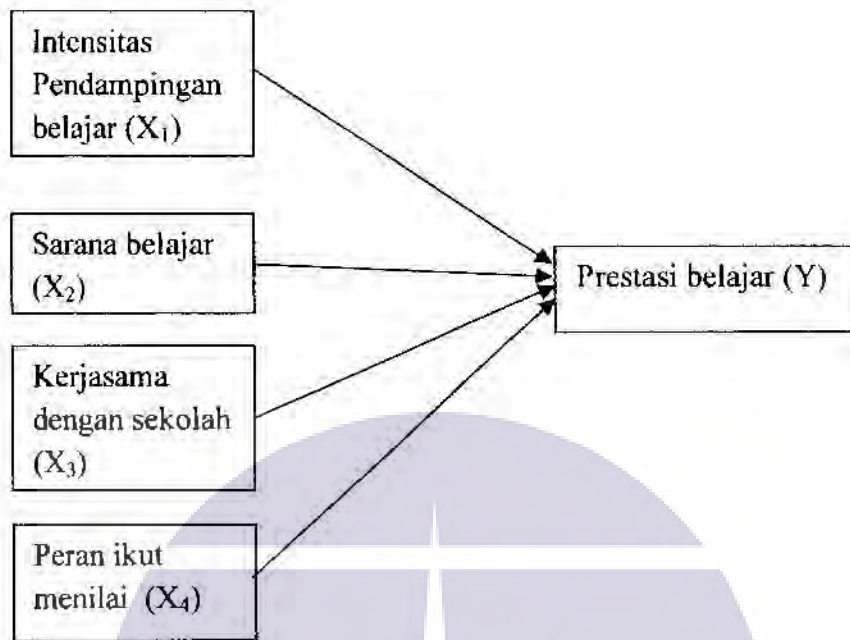 Intensitas
Pendampingan
belajar (X₁)
Sarana belajar
(X₂)
Kerjasama
dengan sekolah
(X₃)
Peran ikut
menilai (X₄)
Prestasi belajar (Y)